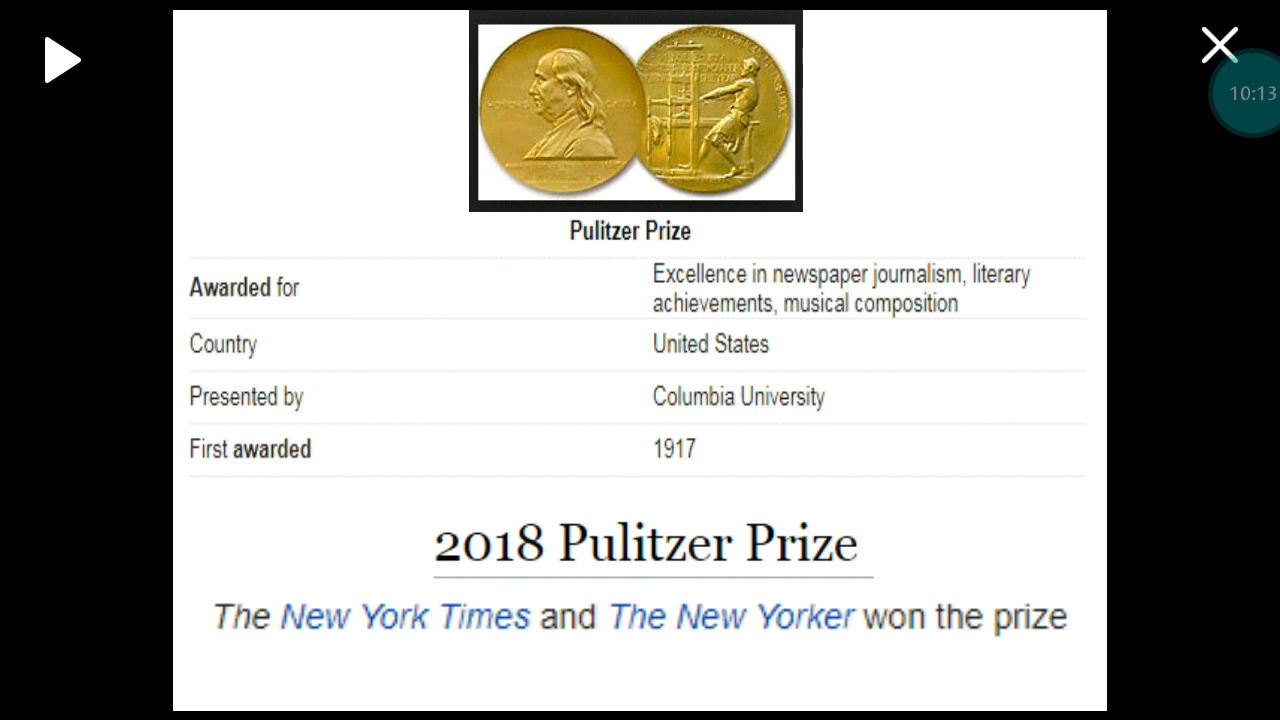 10:13
HONORIS CAUSA
Pulitzer Prize
Awarded for
Excellence in newspaper journalism, literary
achievements, musical composition
Country
United States
Presented by
Columbia University
First awarded
1917
2018 Pulitzer Prize
The New York Times and The New Yorker won the prize